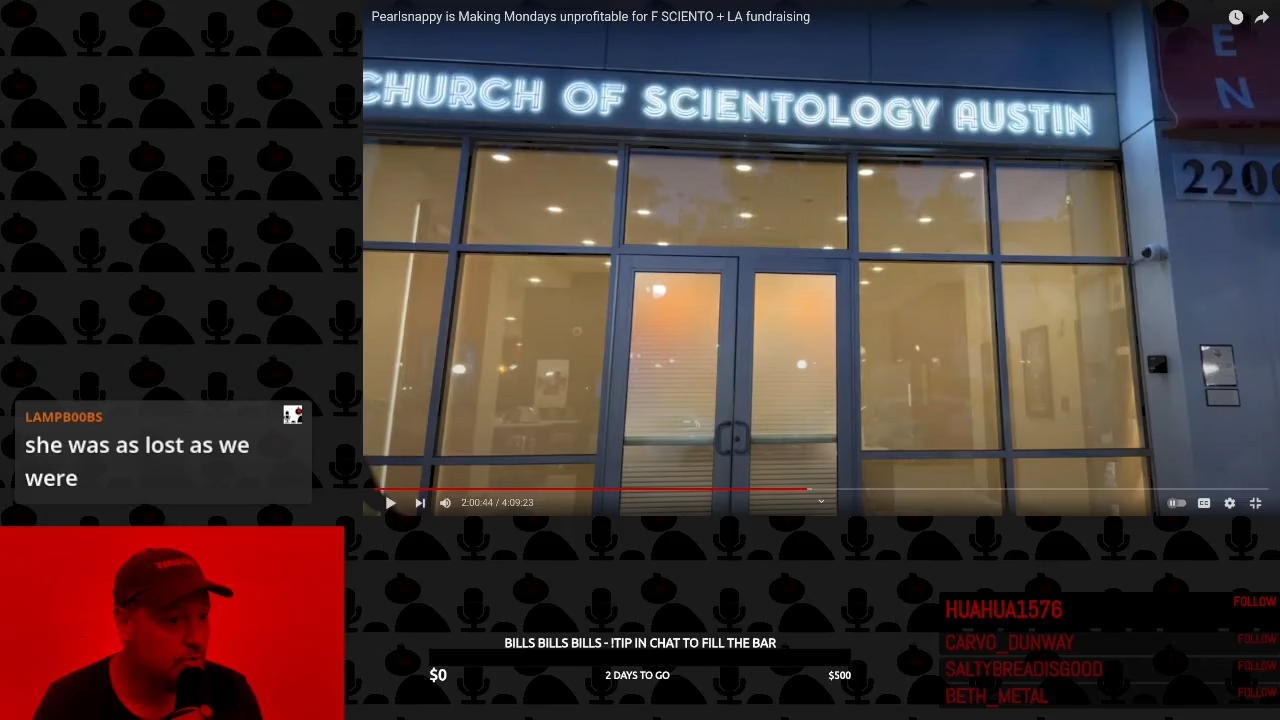 Pearlsnappy is Making Mondays unprofitable for F SCIENTO + LA fundraising
CHURCH OF SCIENTOLOGY AUSTIN
E
N
220
LAMPB00BS
she was as lost as we
were
2:00:44 / 4:09:23
BILLS BILLS BILLS - !TIP IN CHAT TO FILL THE BAR
$0
2 DAYS TO GO
$500
HUAHUA1576 FOLLOW
CARVO_DUNWAY FOLLOW
SALTYBREADISGOOD FOLLOW
BETH_METAL FOLLOW